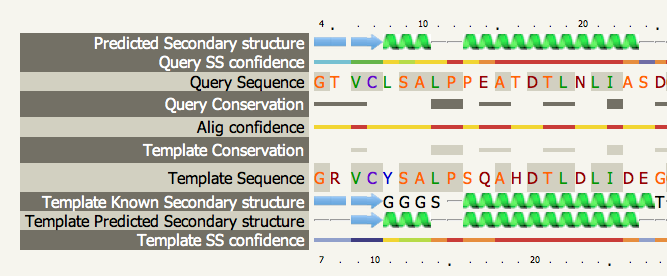 4 . . . . . 10 . . . . . . . . . 20 . . . .
Predicted Secondary structure
Query SS confidence
Query Sequence G T V C L S A L P P E A T D T L N L I A S D
Query Conservation
Alig confidence
Template Conservation
Template Sequence G R V C Y S A L P S Q A H D T L D L I D E G
Template Known Secondary structure G G G S T
Template Predicted Secondary structure
Template SS confidence
7 . . 10 . . . . . . . . . 20 . . . . . . .